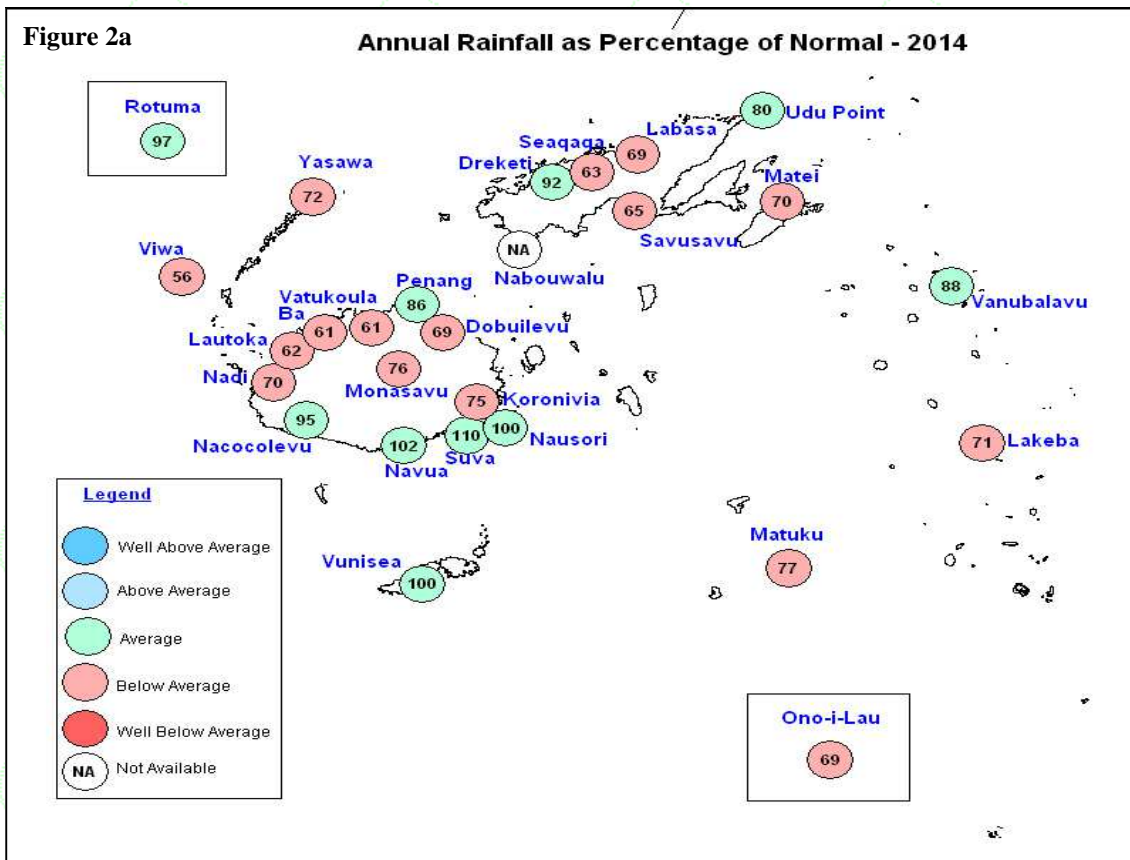 Figure 2a
Annual Rainfall as Percentage of Normal - 2014
Rotuma
97
Yasawa
72
Viwa
56
Udu Point
80
Labasa
69
Seaqaqa
63
Dreketi
92
Matei
70
Savusavu
65
NA
Nabouwalu
Vanubalavu
88
Penang
86
Vatukoula
61
Ba
61
Lautoka
62
Dobuilevu
69
Nadi
70
Monasavu
76
Koronivia
75
Nacocolevu
95
Navua
102
Suva
110
Nausori
100
Lakeba
71
Vunisea
100
Matuku
77
Ono-i-Lau
69
Legend
Well Above Average
Above Average
Average
Below Average
Well Below Average
NA Not Available